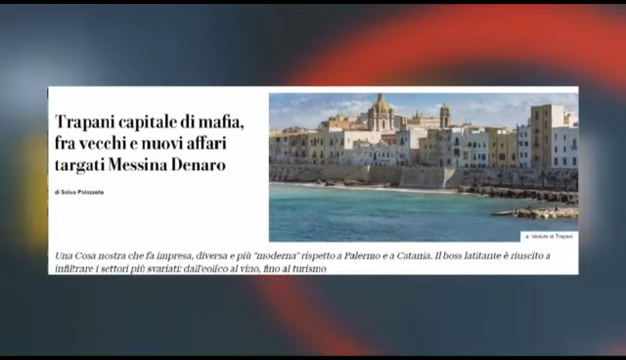 Trapani capitale di mafia,
fra vecchi e nuovi affari
targati Messina Denaro
di Salvo Palazzolo
Vedute di Trapani
Una Cosa nostra che fa impresa, diversa e più "moderna" rispetto a Palermo e a Catania. Il boss latitante è riuscito a
infiltrare i settori più svariati: dall'eolico al vino, fino al turismo